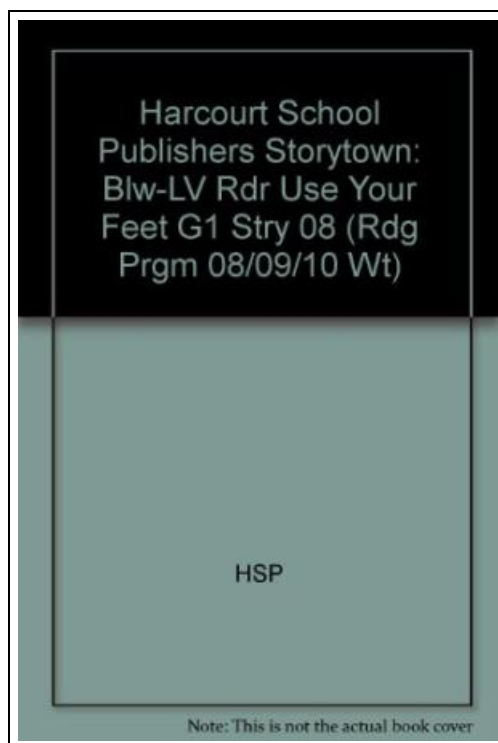 Harcourt School
Publishers Storytown:
Blw-LV Rdr Use Your
Feet G1 Stry 08 (Rdg
Prgm 08/09/10 Wt)
HSP
Note: This is not the actual book cover